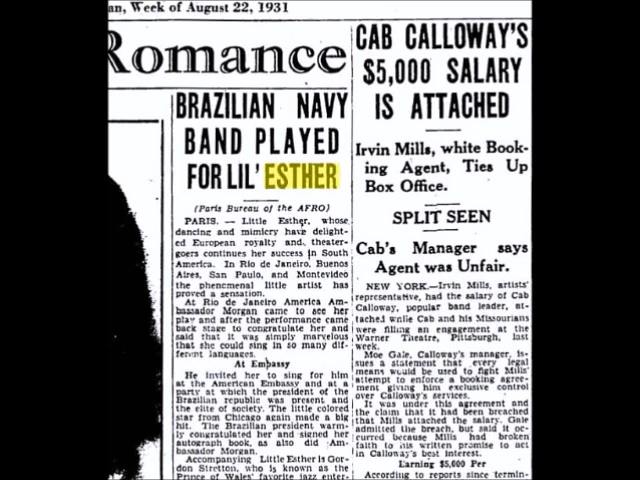 an, Week of August 22, 1931
Romance
BRAZILIAN NAVY
BAND PLAYED
FOR LIL' ESTHER
(Paris Bureau of the AFRO)
PARIS. — Little Esther, whose
dancing and mimicry have delight-
ed European royalty and theater-
goers continues her success in South
America. In Rio de Janeiro, Buenos
Aires, San Paulo, and Montevideo
the phencmenal little artist has
proved a sensation.
At Rio de Janeiro America Am-
bassador Morgan came to see her
play and after the performance came
back stage to congratulate her and
said that it was simply marvelous
that she could sing in so many dif-
ferent languages.
At Embassy
He invited her to sing for him
at the American Embassy and at a
party at which the president of the
Brazilian republic was present, and
the elite of society. The little colored
star from Chicago again made a big
hit. The Brazilian president warm-
ly congratulated her and signed her
autograph book, as also did Am-
bassador Morgan.
Accompanying Little Esther is Gor-
don Stretton, who is known as the
Prince of Wales' favorite jazz enter-
CAB CALLOWAY'S
$5,000 SALARY
IS ATTACHED
Irvin Mills, white Book-
ing Agent, Ties Up
Box Office.
SPLIT SEEN
Cab's Manager says
Agent was Unfair.
NEW YORK.—Irvin Mills, artists'
representative, had the salary of Cab
Calloway, popular band leader, at-
tached while Cab and his Missourians
were filling an engagement at the
Warner Theatre, Pittsburgh, last
week.
Moe Gale, Calloway's manager, is-
sues a statement that every legal
means would be used to fight Mills'
attempt to enforce a booking agree-
ment giving him exclusive control
over Calloway's services.
It was under this agreement and
the claim that it had been breached
that Mills attached the salary. Gale
admitted the breach, but said it oc-
curred because Mills had broken
faith to his written promise to act
in Calloway's best interest.
Earning $5,000 Per
According to reports since termin-